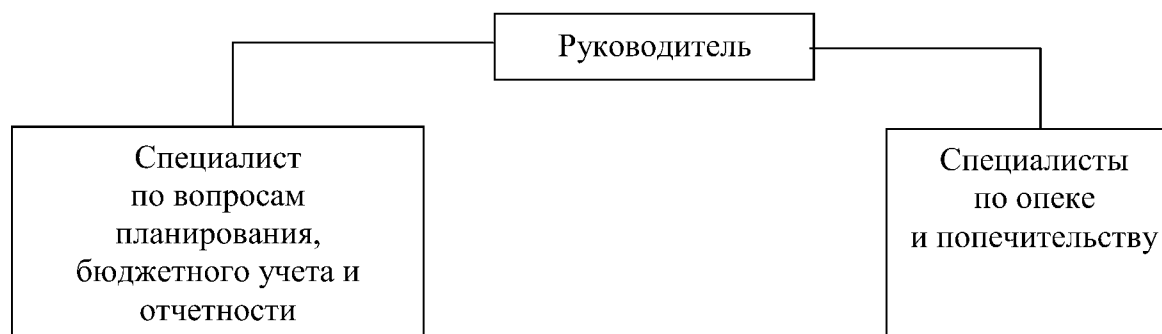 Руководитель
Специалист
по вопросам
планирования,
бюджетного учета и
отчетности
Специалисты
по опеке
и попечительству